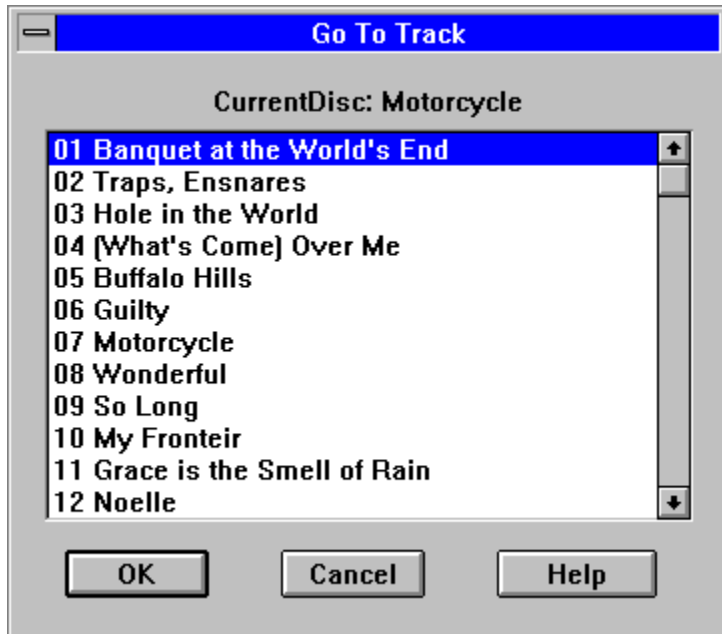 Go To Track
CurrentDisc: Motorcycle
01 Banquet at the World's End
02 Traps, Ensnares
03 Hole in the World
04 (What's Come) Over Me
05 Buffalo Hills
06 Guilty
07 Motorcycle
08 Wonderful
09 So Long
10 My Fronteir
11 Grace is the Smell of Rain
12 Noelle
OK Cancel Help